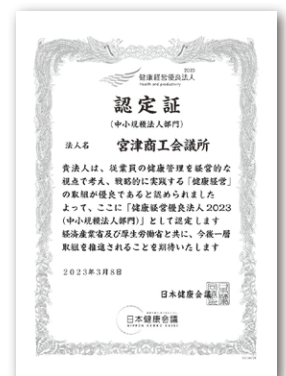 2023
健康経営優良法人
Health and productivity
認定証
(中小規模法人部門)
法人名 宮津商工会議所
貴法人は、従業員の健康管理を経営的な
視点で考え、戦略的に実践する「健康経営」
の取組が優良であると認められました
よって、ここに「健康経営優良法人2023
(中小規模法人部門)」として認定します
経済産業省及び厚生労働省と共に、今後一層
取組を推進されることを期待いたします
2023年3月8日
日本健康会議
日本健康会議
NIPPON KENKO KAIGI